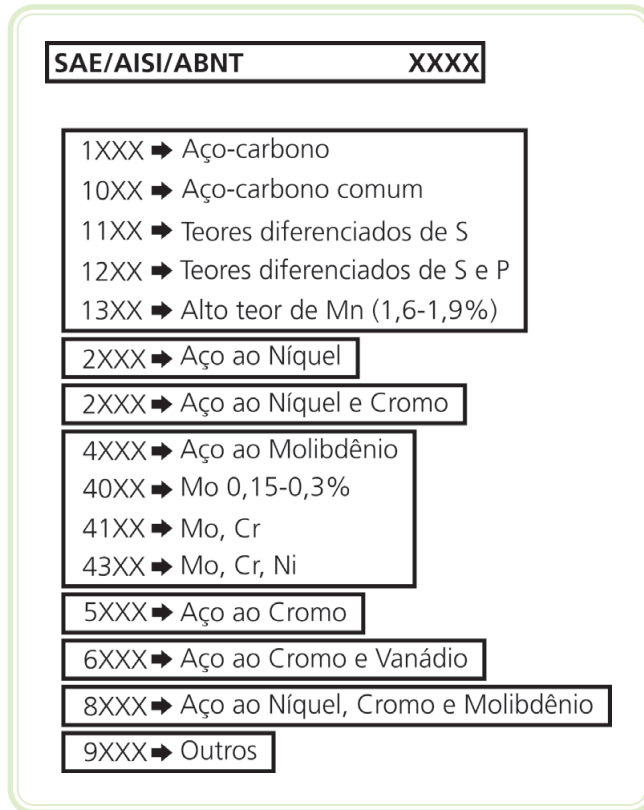 SAE/AISI/ABNT XXXX
1XXX ➡ Aço-carbono
10XX ➡ Aço-carbono comum
11XX ➡ Teores diferenciados de S
12XX ➡ Teores diferenciados de S e P
13XX ➡ Alto teor de Mn (1,6-1,9%)
2XXX ➡ Aço ao Níquel
2XXX ➡ Aço ao Níquel e Cromo
4XXX ➡ Aço ao Molibdênio
40XX ➡ Mo 0,15-0,3%
41XX ➡ Mo, Cr
43XX ➡ Mo, Cr, Ni
5XXX ➡ Aço ao Cromo
6XXX ➡ Aço ao Cromo e Vanádio
8XXX ➡ Aço ao Níquel, Cromo e Molibdênio
9XXX ➡ Outros